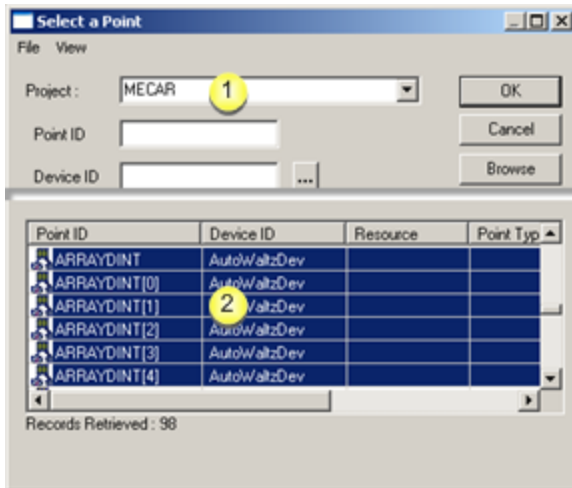 Select a Point
File View
Project : MECAR 1 OK
Point ID Cancel
Device ID ... Browse
Point ID Device ID Resource Point Typ
ARRAYDINT AutoWaltzDev
ARRAYDINT[0] AutoWaltzDev
ARRAYDINT[1] 2 AutoWaltzDev
ARRAYDINT[2] AutoWaltzDev
ARRAYDINT[3] AutoWaltzDev
ARRAYDINT[4] AutoWaltzDev
Records Retrieved : 98